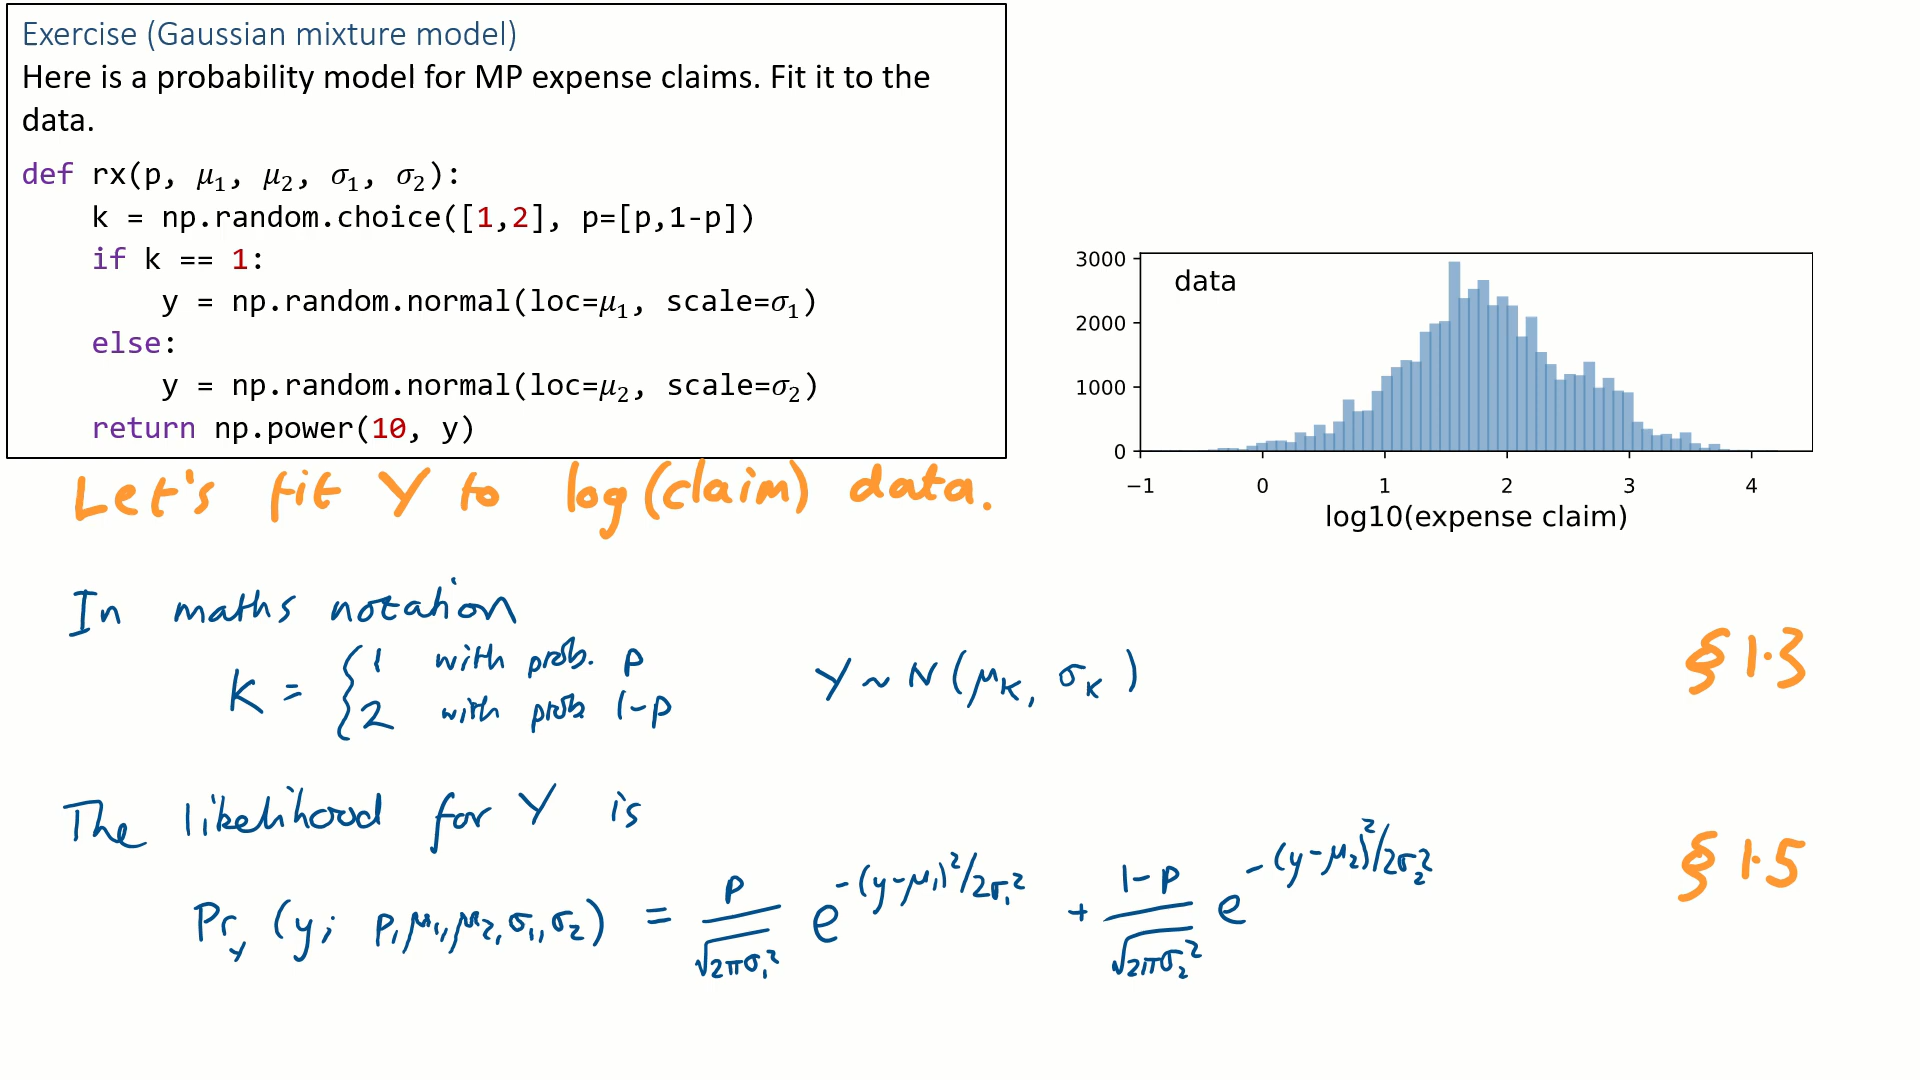 Exercise (Gaussian mixture model)
Here is a probability model for MP expense claims. Fit it to the
data.
def rx(p, μ₁, μ₂, σ₁, σ₂):
    k = np.random.choice([1,2], p=[p,1-p])
    if k == 1:
        y = np.random.normal(loc=μ₁, scale=σ₁)
    else:
        y = np.random.normal(loc=μ₂, scale=σ₂)
    return np.power(10, y)
data
3000
2000
1000
0
−1 0 1 2 3 4
log10(expense claim)
Let's fit Y to log(claim) data.
In maths notation
K = { 1 with prob. p
2 with prob 1-p
Y ~ N(μ_K, σ_K)
§ 1.3
The likelihood for Y is
§ 1.5
Pr_Y (y; p, μ₁, μ₂, σ₁, σ₂) = p/√(2πσ₁²) e^(-(y-μ₁)²/2σ₁²) + (1-p)/√(2πσ₂²) e^(-(y-μ₂)²/2σ₂²)